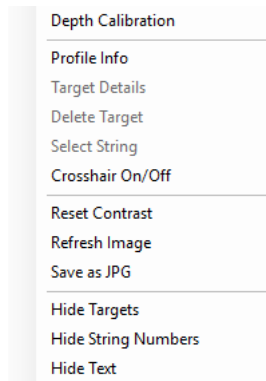 Depth Calibration
Profile Info
Target Details
Delete Target
Select String
Crosshair On/Off
Reset Contrast
Refresh Image
Save as JPG
Hide Targets
Hide String Numbers
Hide Text